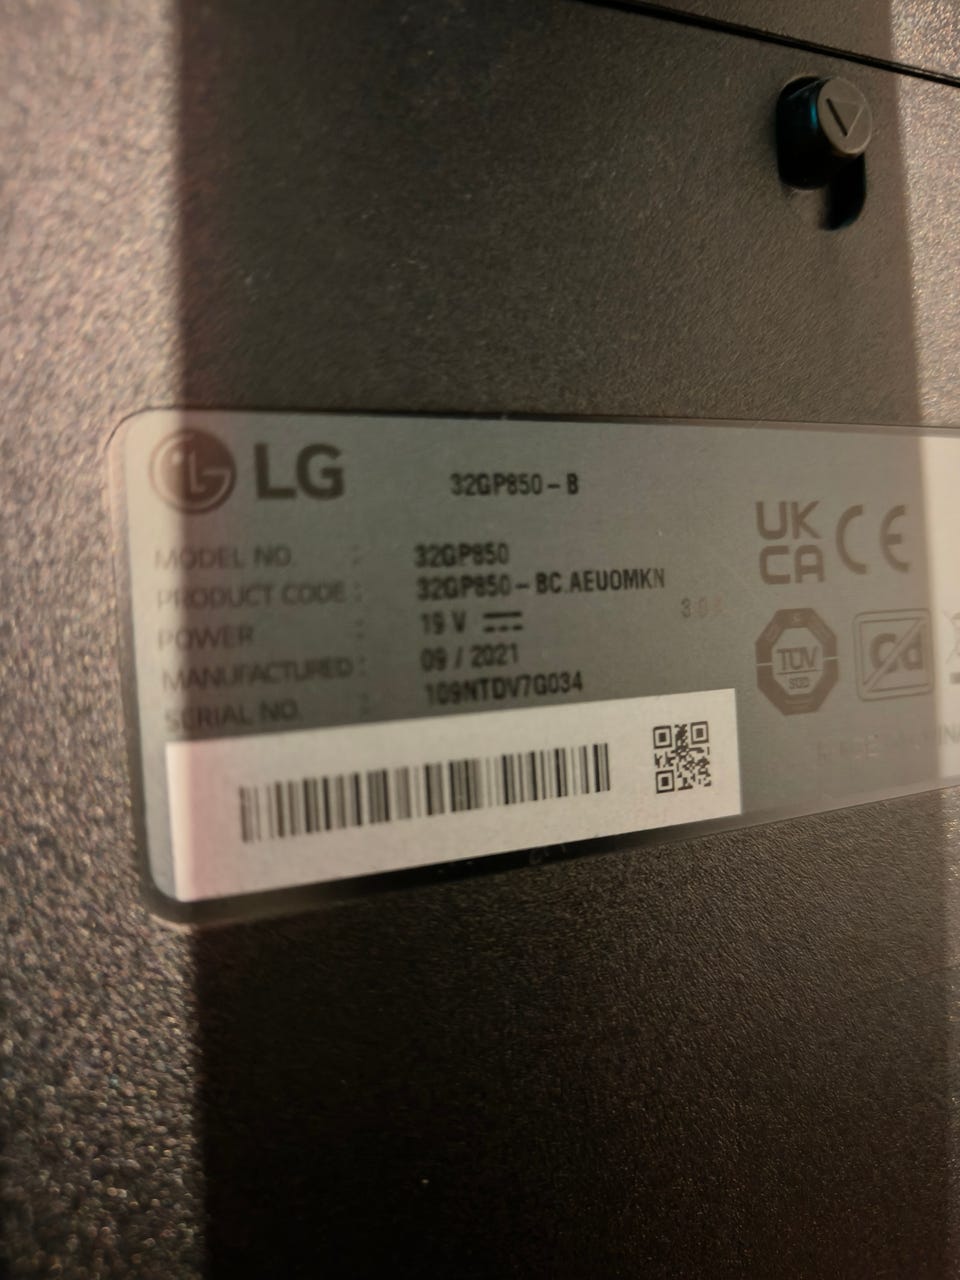 LG
32GP850 - B
MODEL NO. : 32GP850
PRODUCT CODE : 32GP850 - BC.AEUOMKN
POWER : 19 V
MANUFACTURED : 09 / 2021
SERIAL NO. : 109NTDV7G034
UK
CA
CE
TÜV
SÜD
Cd